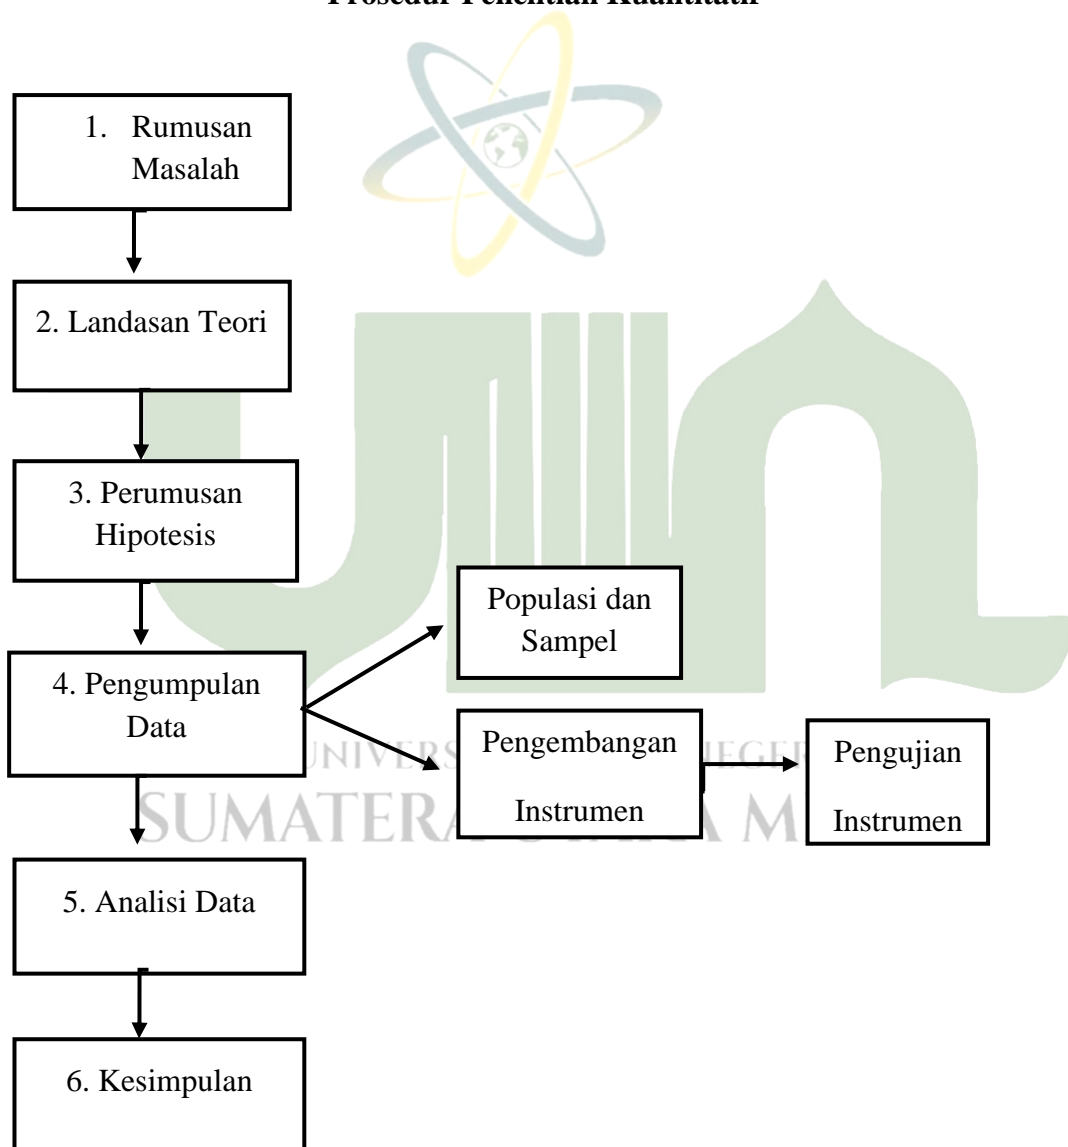 Prosedur Penelitian Kuantitatif
1. Rumusan
Masalah
2. Landasan Teori
3. Perumusan
Hipotesis
Populasi dan
Sampel
4. Pengumpulan
Data
Pengembangan
Instrumen
Pengujian
Instrumen
SUMATERA
5. Analisi Data
6. Kesimpulan